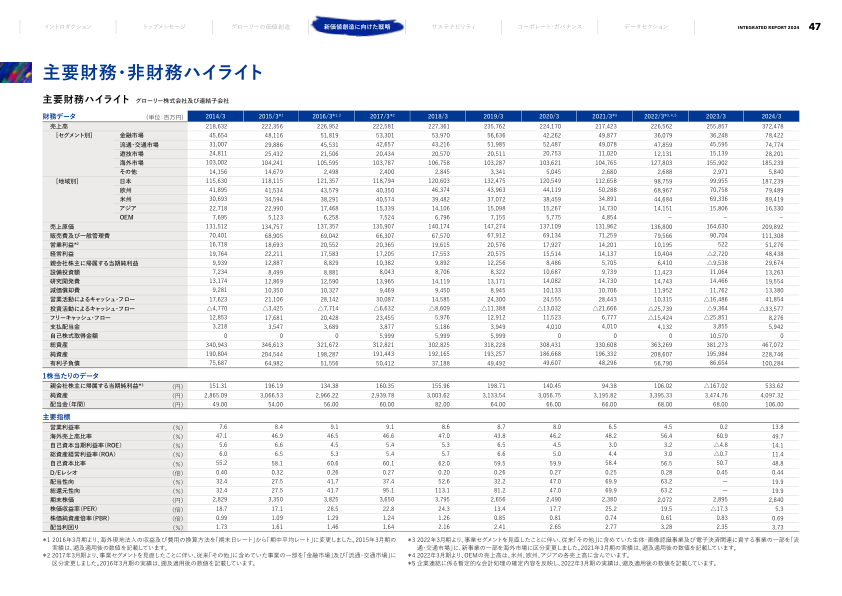 イントロダクション
トップメッセージ
グローリーの価値創造
新価値創造に向けた戦略
サステナビリティ
コーポレート・ガバナンス
データセクション
INTEGRATED REPORT 2024 47
主要財務・非財務ハイライト
主要財務ハイライト グローリー株式会社及び連結子会社
財務データ (単位:百万円) 2014/3 2015/3※1 2016/3※1,2 2017/3※2 2018/3 2019/3 2020/3 2021/3※3 2022/3※3,4,5 2023/3 2024/3
売上高 218,632 222,356 226,952 222,581 227,361 235,762 224,170 217,423 226,562 255,857 372,478
[セグメント別] 金融市場 45,654 48,116 51,819 53,301 53,970 56,636 42,262 49,877 36,079 36,248 78,422
流通・交通市場 31,007 29,886 45,531 42,657 43,216 51,985 52,487 49,078 47,859 45,595 74,774
遊技市場 24,811 25,432 21,506 20,434 20,570 20,511 20,753 11,020 12,131 15,139 28,201
海外市場 103,002 104,241 105,595 103,787 106,758 103,287 103,621 104,765 127,803 155,902 185,239
その他 14,156 14,679 2,498 2,400 2,845 3,341 5,045 2,680 2,688 2,971 5,840
[地域別] 日本 115,630 118,115 121,357 118,794 120,603 132,475 120,549 112,658 98,759 99,955 187,239
欧州 41,895 41,534 43,579 40,350 46,374 43,963 44,119 50,288 68,967 70,758 79,489
米州 30,693 34,594 38,291 40,574 39,482 37,072 38,459 34,891 44,684 69,336 89,419
アジア 22,718 22,990 17,468 15,339 14,106 15,098 15,267 14,730 14,151 15,806 16,330
OEM 7,695 5,123 6,258 7,524 6,796 7,155 5,775 4,854 — — —
売上原価 131,512 134,757 137,357 135,907 140,174 147,274 137,109 131,962 136,800 164,630 209,892
販売費及び一般管理費 70,401 68,905 69,042 66,307 67,570 67,912 69,134 71,259 79,566 90,704 111,308
営業利益※2 16,718 18,693 20,552 20,365 19,615 20,576 17,927 14,201 10,195 522 51,276
経常利益 19,764 22,211 17,583 17,205 17,553 20,575 15,514 14,137 10,404 △2,720 48,438
親会社株主に帰属する当期純利益 9,939 12,887 8,829 10,382 9,892 12,256 8,486 5,705 6,410 △9,538 29,674
設備投資額 7,234 8,499 8,881 8,043 8,706 8,322 10,687 9,739 11,423 11,064 13,263
研究開発費 13,174 12,869 12,590 13,965 14,119 13,171 14,082 14,730 14,743 14,466 19,554
減価償却費 9,281 10,350 10,327 9,469 9,450 8,945 10,133 10,706 11,952 11,762 13,380
営業活動によるキャッシュ・フロー 17,623 21,106 28,142 30,087 14,585 24,300 24,555 28,443 10,315 △16,486 41,854
投資活動によるキャッシュ・フロー △4,770 △3,425 △7,714 △6,632 △8,609 △11,388 △13,032 △21,666 △25,739 △9,364 △33,577
フリーキャッシュ・フロー 12,853 17,681 20,428 23,455 5,976 12,912 11,523 6,777 △15,424 △25,851 8,276
支払配当金 3,218 3,547 3,689 3,877 5,186 3,949 4,010 4,010 4,132 3,855 5,942
自己株式取得金額 0 0 0 5,999 5,999 0 0 0 0 10,570 0
総資産 340,943 346,613 321,672 312,821 302,825 318,228 308,431 330,608 363,269 381,273 467,072
純資産 190,804 204,544 198,287 191,443 192,165 193,257 186,668 196,332 208,607 195,984 228,746
有利子負債 75,687 64,982 51,556 50,412 37,188 49,492 49,607 48,296 56,790 86,654 100,284
1株当たりのデータ
親会社株主に帰属する当期純利益※5 (円) 151.31 196.19 134.38 160.35 155.96 198.71 140.45 94.38 106.02 △167.02 533.62
純資産 (円) 2,865.09 3,066.53 2,966.22 2,939.78 3,003.62 3,133.54 3,056.75 3,195.82 3,395.33 3,474.76 4,097.32
配当金(年間) (円) 49.00 54.00 56.00 60.00 82.00 64.00 66.00 66.00 68.00 68.00 106.00
主要指標
営業利益率 (%) 7.6 8.4 9.1 9.1 8.6 8.7 8.0 6.5 4.5 0.2 13.8
海外売上高比率 (%) 47.1 46.9 46.5 46.6 47.0 43.8 46.2 48.2 56.4 60.9 49.7
自己資本当期利益率(ROE) (%) 5.6 6.6 4.5 5.4 5.3 6.5 4.5 3.0 3.2 △4.8 14.1
総資産経常利益率(ROA) (%) 6.0 6.5 5.3 5.4 5.7 6.6 5.0 4.4 3.0 △0.7 11.4
自己資本比率 (%) 55.2 58.1 60.6 60.1 62.0 59.5 59.9 58.4 56.5 50.7 48.8
D/Eレシオ (倍) 0.40 0.32 0.26 0.27 0.20 0.26 0.27 0.25 0.28 0.45 0.44
配当性向 (%) 32.4 27.5 41.7 37.4 52.6 32.2 47.0 69.9 63.2 — 19.9
総還元性向 (%) 32.4 27.5 41.7 95.1 113.1 81.2 47.0 69.9 63.2 — 19.9
期末株価 (円) 2,829 3,350 3,825 3,650 3,795 2,656 2,490 2,380 2,072 2,895 2,840
株価収益率(PER) (倍) 18.7 17.1 28.5 22.8 24.3 13.4 17.7 25.2 19.5 △17.3 5.3
株価純資産倍率(PBR) (倍) 0.99 1.09 1.29 1.24 1.26 0.85 0.81 0.74 0.61 0.83 0.69
配当利回り (%) 1.73 1.61 1.46 1.64 2.16 2.41 2.65 2.77 3.28 2.35 3.73
※1 2016年3月期より、海外現地法人の収益及び費用の換算方法を「期末日レート」から「期中平均レート」に変更しました。2015年3月期の
実績は、遡及適用後の数値を記載しています。
※2 2017年3月期より、事業セグメントを見直したことに伴い、従来「その他」に含めていた事業の一部を「金融市場」及び「流通・交通市場」に
区分変更しました。2016年3月期の実績は、遡及適用後の数値を記載しています。
※3 2022年3月期より、事業セグメントを見直したことに伴い、従来「その他」に含めていた生体・画像認識事業及び電子決済関連に資する事業の一部を「流
通・交通市場」に、新事業の一部を海外市場に区分変更しました。2021年3月期の実績は、遡及適用後の数値を記載しています。
※4 2022年3月期より、OEMの売上高は、米州、欧州、アジアの各売上高に含んでいます。
※5 企業連結に係る暫定的な会計処理の確定内容を反映し、2022年3月期の実績は、遡及適用後の数値を記載しています。